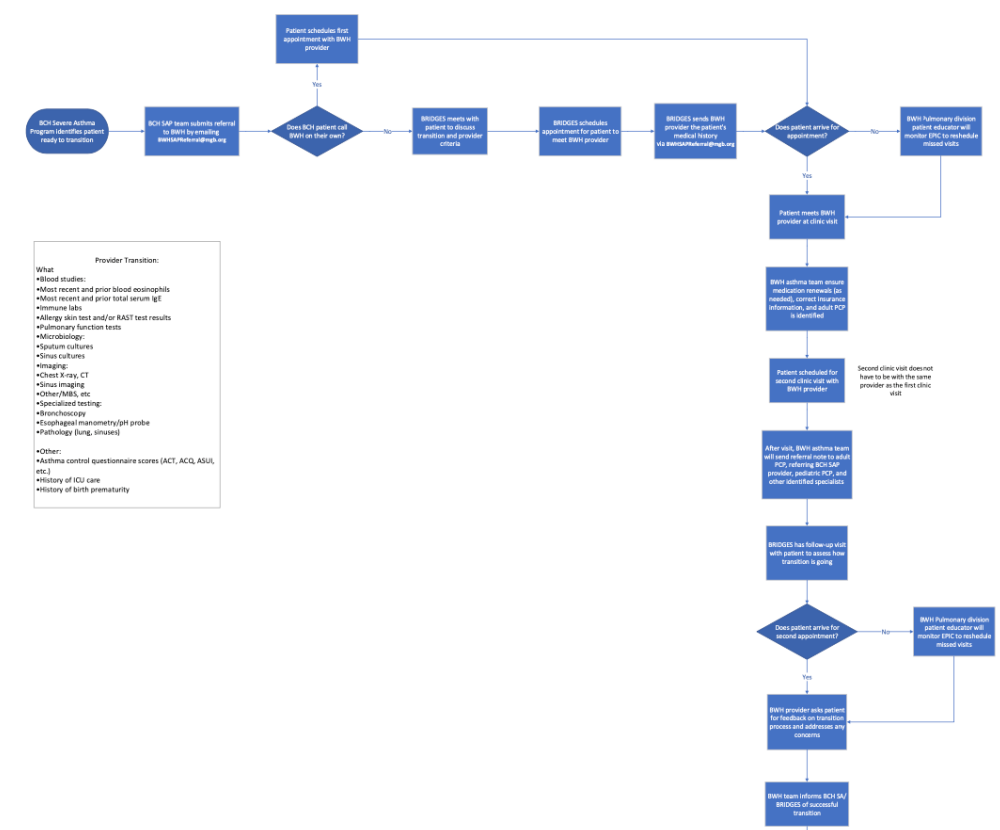 Patient schedules first
appointment with BWH
provider
Yes
BCH Severe Asthma
Program identifies patient
ready to transition
BCH SAP team submits referral
to BWH by emailing
BWHSAPReferral@mgb.org
Does BCH patient call
BWH on their own?
No
BRIDGES meets with
patient to discuss
transition and provider
criteria
BRIDGES schedules
appointment for patient to
meet BWH provider
BRIDGES sends BWH
provider the patient's
medical history
via BWHSAPReferral@mgb.org
Does patient arrive for
appointment?
No
BWH Pulmonary division
patient educator will
monitor EPIC to reshedule
missed visits
Yes
Patient meets BWH
provider at clinic visit
BWH asthma team ensure
medication renewals (as
needed), correct insurance
information, and adult PCP
is identified
Patient scheduled for
second clinic visit with
BWH provider
Second clinic visit does not
have to be with the same
provider as the first clinic
visit
After visit, BWH asthma team
will send referral note to adult
PCP, referring BCH SAP
provider, pediatric PCP, and
other identified specialists
BRIDGES has follow-up visit
with patient to assess how
transition is going
Does patient arrive for
second appointment?
No
BWH Pulmonary division
patient educator will
monitor EPIC to reshedule
missed visits
Yes
BWH provider asks patient
for feedback on transition
process and addresses any
concerns
BWH team informs BCH SA/
BRIDGES of successful
transition
Provider Transition:
What
•Blood studies:
•Most recent and prior blood eosinophils
•Most recent and prior total serum IgE
•Immune labs
•Allergy skin test and/or RAST test results
•Pulmonary function tests
•Microbiology:
•Sputum cultures
•Sinus cultures
•Imaging:
•Chest X-ray, CT
•Sinus imaging
•Other/MBS, etc
•Specialized testing:
•Bronchoscopy
•Esophageal manometry/pH probe
•Pathology (lung, sinuses)
•Other:
•Asthma control questionnaire scores (ACT, ACQ, ASUI,
etc.)
•History of ICU care
•History of birth prematurity